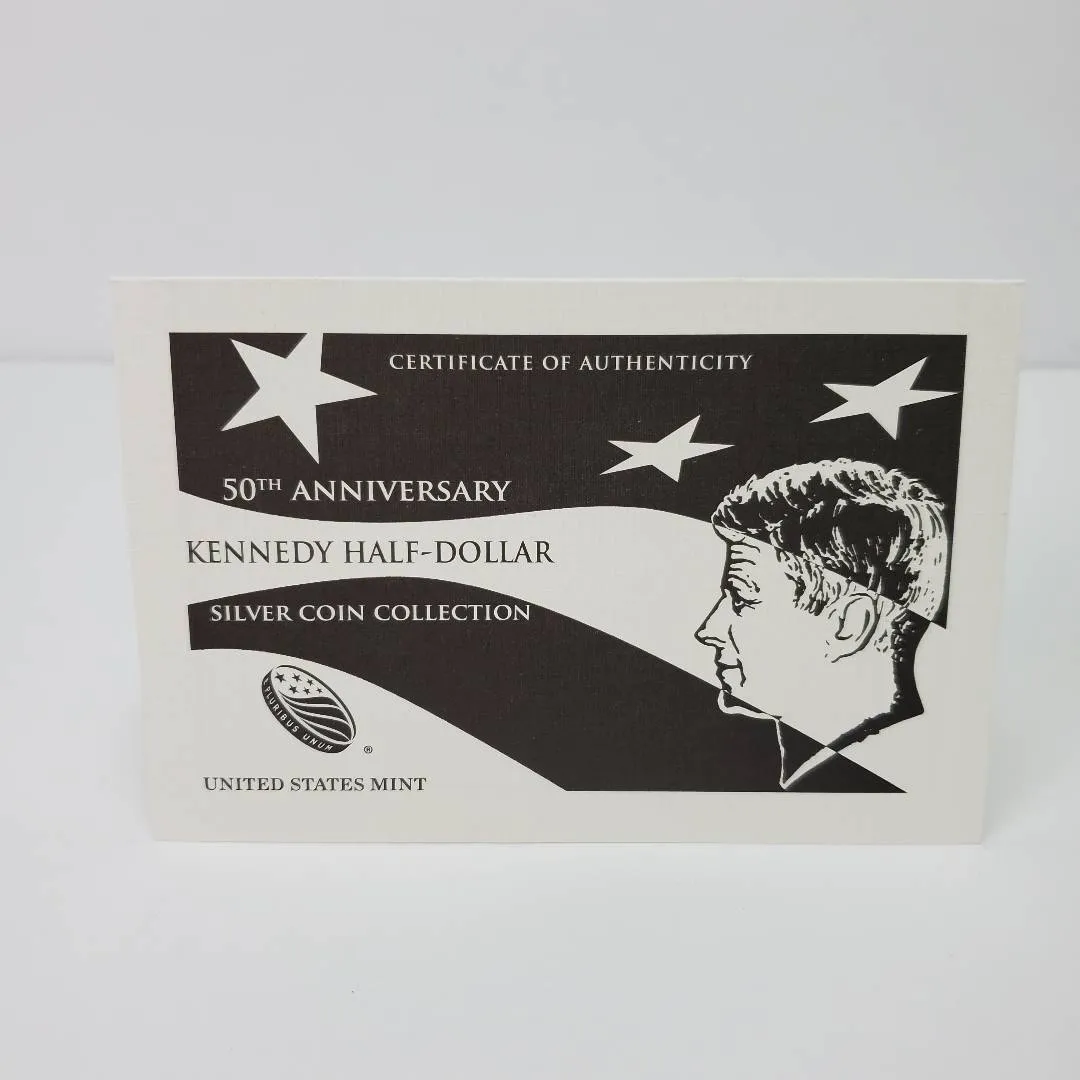 CERTIFICATE OF AUTHENTICITY
50TH ANNIVERSARY
KENNEDY HALF-DOLLAR
SILVER COIN COLLECTION
PLURIBUS UNUM
®
UNITED STATES MINT